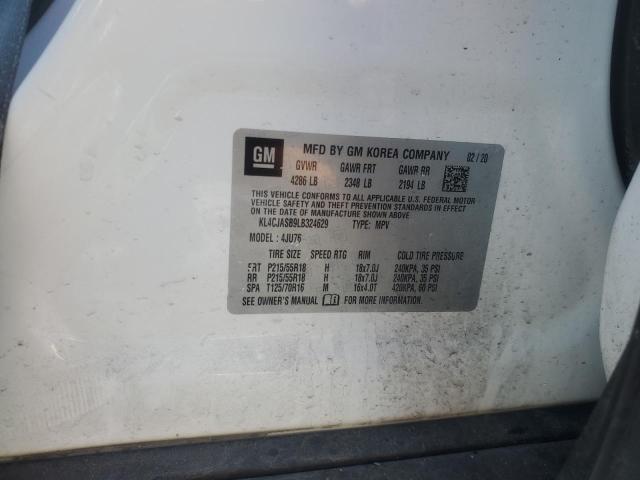 GM MFD BY GM KOREA COMPANY 02/20
GVWR GAWR FRT GAWR RR
4286 LB 2348 LB 2194 LB
THIS VEHICLE CONFORMS TO ALL APPLICABLE U.S. FEDERAL
MOTOR VEHICLE SAFETY AND THEFT PREVENTION STANDARDS IN EFFECT
ON THE DATE OF MANUFACTURE SHOWN ABOVE.
KL4CJASB9LB324629 TYPE: MPV
MODEL: 4JU76
TIRE SIZE SPEED RTG RIM COLD TIRE PRESSURE
FRT P215/55R18 H 18x7.0J 240KPA, 35 PSI
RR P215/55R18 H 18x7.0J 240KPA, 35 PSI
SPA T125/70R16 M 16x4.0T 420KPA, 60 PSI
SEE OWNER'S MANUAL FOR MORE INFORMATION